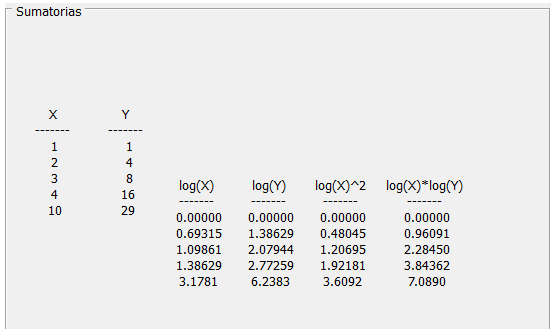 Sumatorias
X Y
------- -------
1 1
2 4
3 8
4 16
10 29
log(X) log(Y) log(X)^2 log(X)*log(Y)
------- ------- ------- -------
0.00000 0.00000 0.00000 0.00000
0.69315 1.38629 0.48045 0.96091
1.09861 2.07944 1.20695 2.28450
1.38629 2.77259 1.92181 3.84362
3.1781 6.2383 3.6092 7.0890